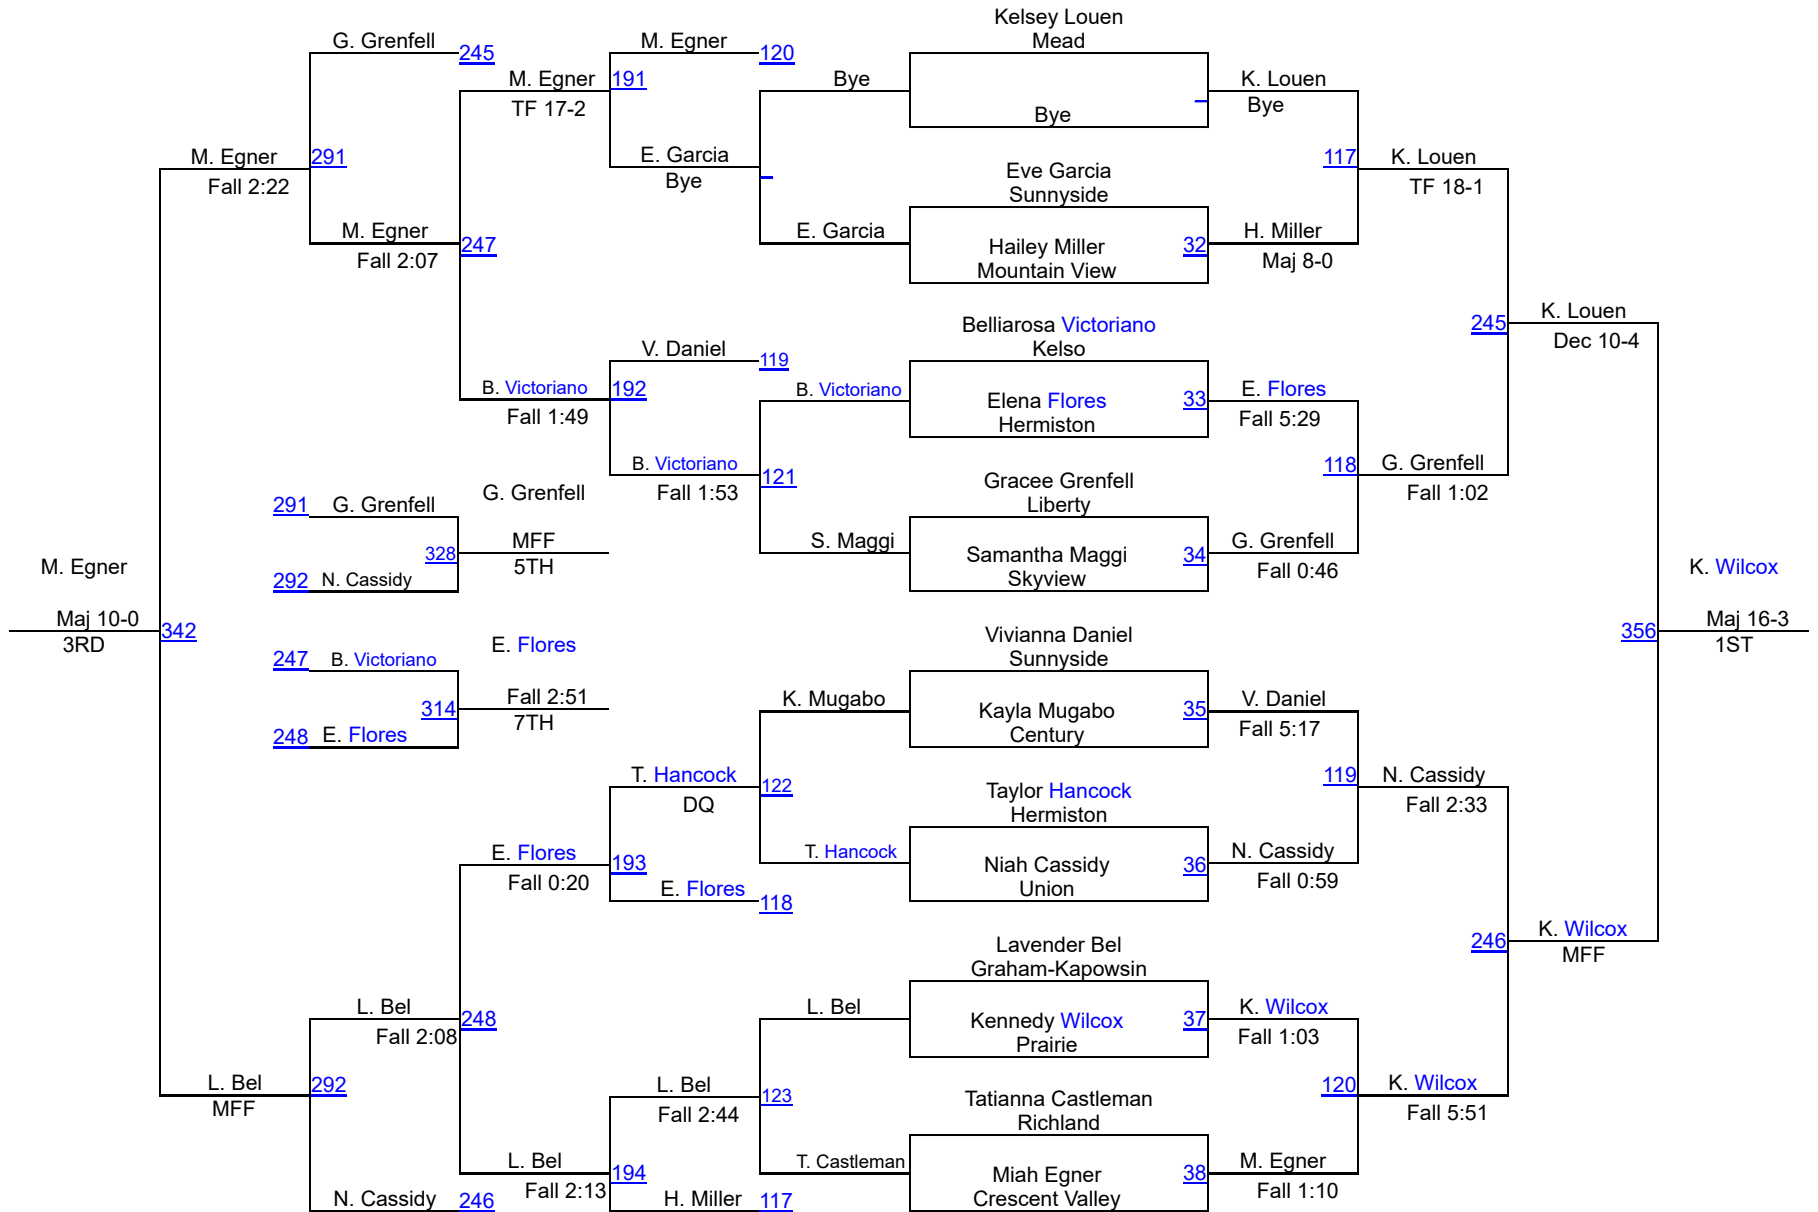 Kelsey Louen
Mead
G. Grenfell
245
M. Egner
120
M. Egner
191
Bye
K. Louen
TF 17-2
Bye
Bye
M. Egner
291
E. Garcia
Bye
Eve Garcia
Sunnyside
117
K. Louen
Fall 2:22
TF 18-1
M. Egner
247
E. Garcia
Hailey Miller
Mountain View
32
H. Miller
Fall 2:07
Maj 8-0
Belliarosa Victoriano
Kelso
245
K. Louen
Dec 10-4
V. Daniel
119
B. Victoriano
192
B. Victoriano
Elena Flores
Hermiston
33
E. Flores
Fall 1:49
Fall 5:29
B. Victoriano
121
Gracee Grenfell
Liberty
118
G. Grenfell
Fall 1:53
Fall 1:02
291
G. Grenfell
G. Grenfell
328
MFF
5TH
292
N. Cassidy
S. Maggi
Samantha Maggi
Skyview
34
G. Grenfell
Fall 0:46
M. Egner
K. Wilcox
Maj 10-0
3RD
342
356
Maj 16-3
1ST
E. Flores
Vivianna Daniel
Sunnyside
247
B. Victoriano
314
Fall 2:51
7TH
248
E. Flores
K. Mugabo
Kayla Mugabo
Century
35
V. Daniel
Fall 5:17
T. Hancock
DQ
122
Taylor Hancock
Hermiston
119
N. Cassidy
Fall 2:33
E. Flores
193
T. Hancock
Niah Cassidy
Union
36
N. Cassidy
Fall 0:20
Fall 0:59
E. Flores
118
Lavender Bel
Graham-Kapowsin
246
K. Wilcox
MFF
L. Bel
248
L. Bel
Kennedy Wilcox
Prairie
37
K. Wilcox
Fall 2:08
Fall 1:03
L. Bel
MFF
292
L. Bel
Fall 2:44
123
Tatianna Castleman
Richland
120
K. Wilcox
Fall 5:51
L. Bel
194
T. Castleman
Miah Egner
Crescent Valley
38
M. Egner
Fall 2:13
Fall 1:10
N. Cassidy
246
H. Miller
117